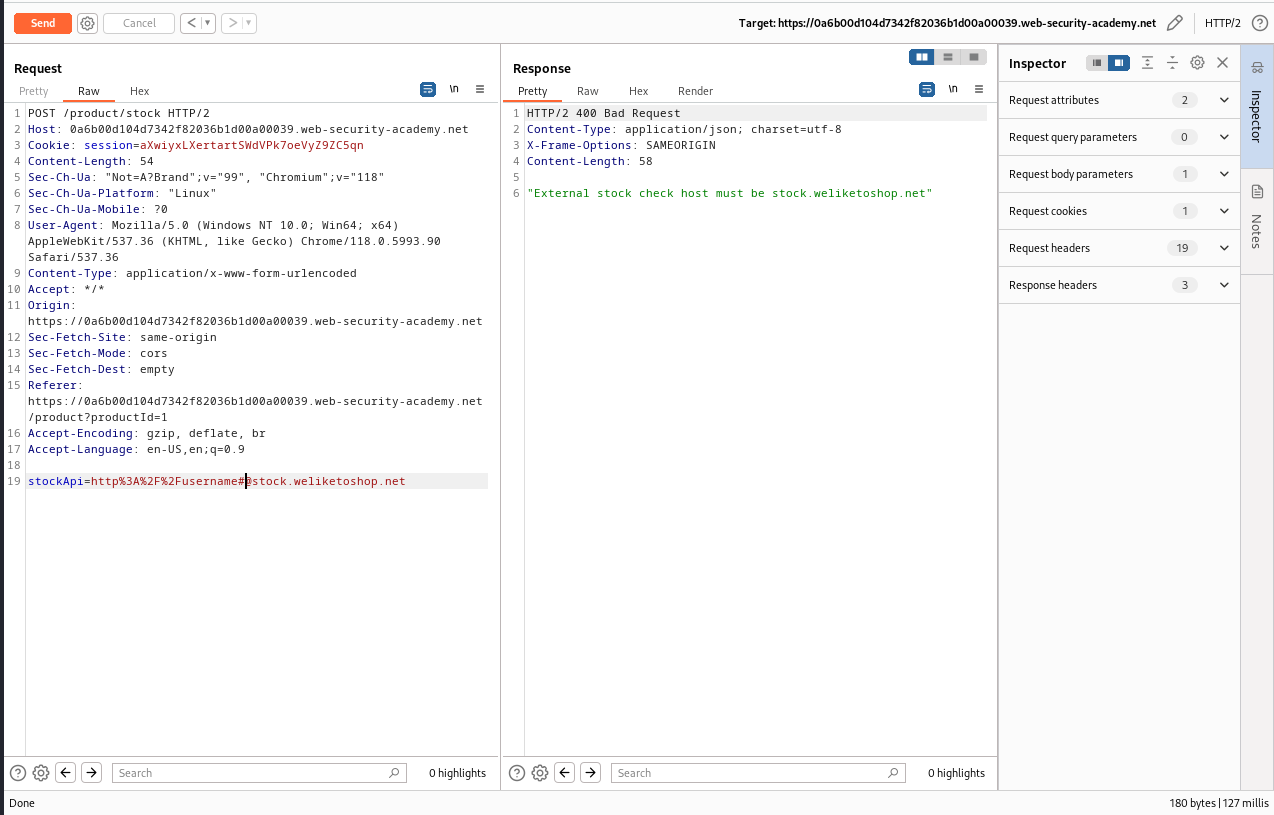 Send
Cancel
<
>
Target: https://0a6b00d104d7342f82036b1d00a00039.web-security-academy.net
HTTP/2
?
Request
Pretty
Raw
Hex
\n
1 POST /product/stock HTTP/2
2 Host: 0a6b00d104d7342f82036b1d00a00039.web-security-academy.net
3 Cookie: session=aXwiyxLXertartSWdVPk7oeVyZ9ZC5qn
4 Content-Length: 54
5 Sec-Ch-Ua: "Not=A?Brand";v="99", "Chromium";v="118"
6 Sec-Ch-Ua-Platform: "Linux"
7 Sec-Ch-Ua-Mobile: ?0
8 User-Agent: Mozilla/5.0 (Windows NT 10.0; Win64; x64)
AppleWebKit/537.36 (KHTML, like Gecko) Chrome/118.0.5993.90
Safari/537.36
9 Content-Type: application/x-www-form-urlencoded
10 Accept: */*
11 Origin:
https://0a6b00d104d7342f82036b1d00a00039.web-security-academy.net
12 Sec-Fetch-Site: same-origin
13 Sec-Fetch-Mode: cors
14 Sec-Fetch-Dest: empty
15 Referer:
https://0a6b00d104d7342f82036b1d00a00039.web-security-academy.net
/product?productId=1
16 Accept-Encoding: gzip, deflate, br
17 Accept-Language: en-US,en;q=0.9
18
19 stockApi=http%3A%2F%2Fusername#@stock.weliketoshop.net
?
Search
0 highlights
Response
Pretty
Raw
Hex
Render
\n
1 HTTP/2 400 Bad Request
2 Content-Type: application/json; charset=utf-8
3 X-Frame-Options: SAMEORIGIN
4 Content-Length: 58
5
6 "External stock check host must be stock.weliketoshop.net"
?
Search
0 highlights
Inspector
Request attributes 2
Request query parameters 0
Request body parameters 1
Request cookies 1
Request headers 19
Response headers 3
Inspector
Notes
Done
180 bytes | 127 millis